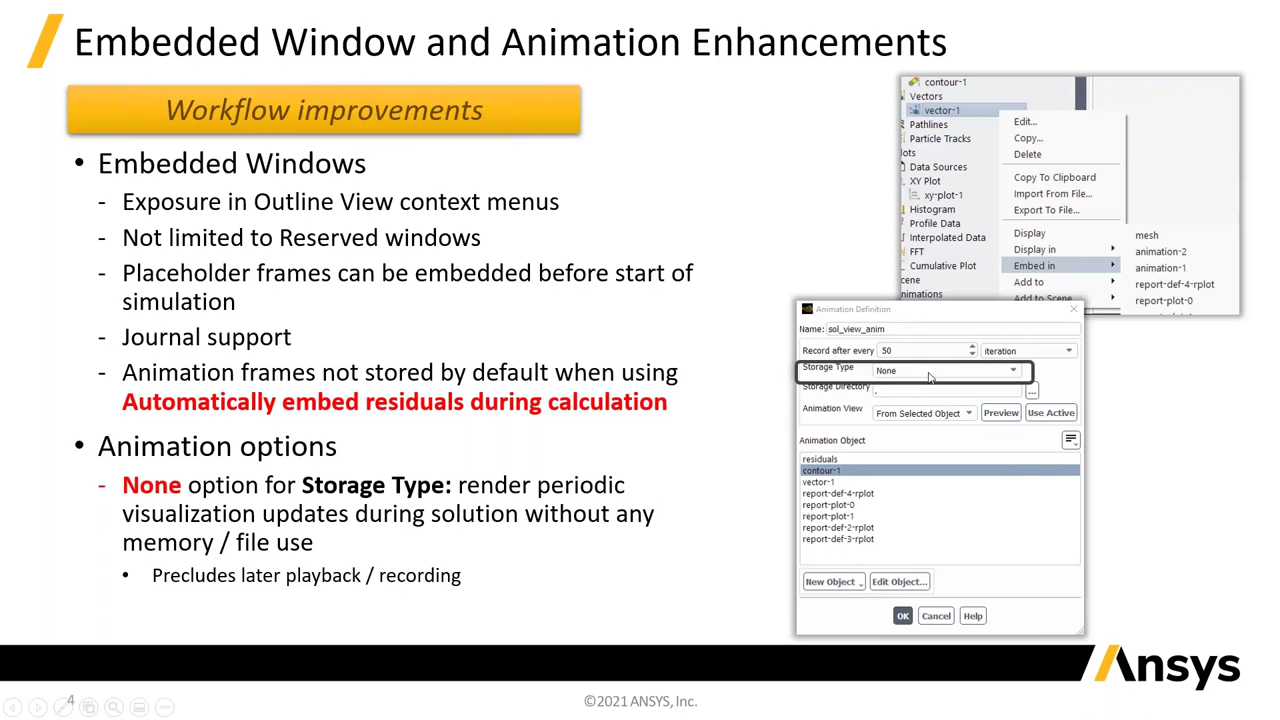 Embedded Window and Animation Enhancements
Workflow improvements
• Embedded Windows
- Exposure in Outline View context menus
- Not limited to Reserved windows
- Placeholder frames can be embedded before start of
simulation
- Journal support
- Animation frames not stored by default when using
Automatically embed residuals during calculation
• Animation options
- None option for Storage Type: render periodic
visualization updates during solution without any
memory / file use
• Precludes later playback / recording
contour-1
Vectors
vector-1
Pathlines
Particle Tracks
lots
Data Sources
XY Plot
xy-plot-1
Histogram
Profile Data
Interpolated Data
FFT
Cumulative Plot
cene
nimations
Edit...
Copy...
Delete
Copy To Clipboard
Import From File...
Export To File...
Display
Display in
Embed in
Add to
Add to Scene
mesh
animation-2
animation-1
report-def-4-rplot
report-plot-0
Animation Definition
Name: sol_view_anim
Record after every 50 iteration
Storage Type None
Storage Directory . ...
Animation View From Selected Object Preview Use Active
Animation Object
residuals
contour-1
vector-1
report-def-4-rplot
report-plot-0
report-plot-1
report-def-2-rplot
report-def-3-rplot
New Object Edit Object...
OK Cancel Help
Ansys
4
©2021 ANSYS, Inc.